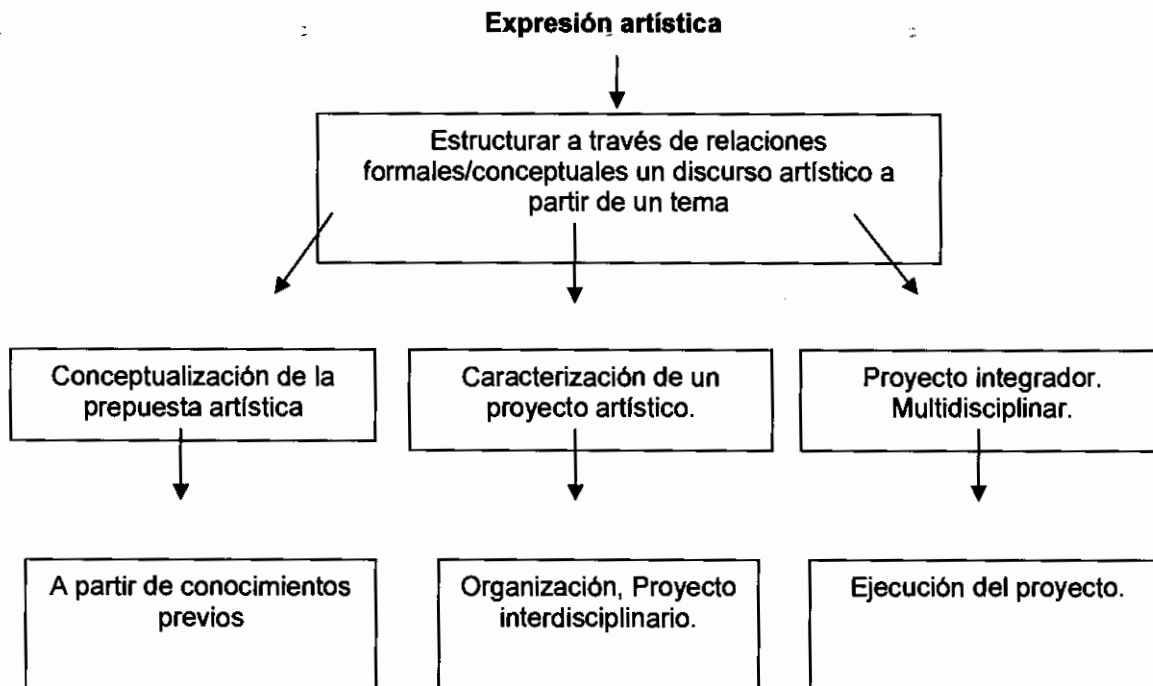 Expresión artística
Estructurar a través de relaciones
formales/conceptuales un discurso artístico a
partir de un tema
Conceptualización de la
prepuesta artística
Caracterización de un
proyecto artístico.
Proyecto integrador.
Multidisciplinar.
A partir de conocimientos
previos
Organización, Proyecto
interdisciplinario.
Ejecución del proyecto.